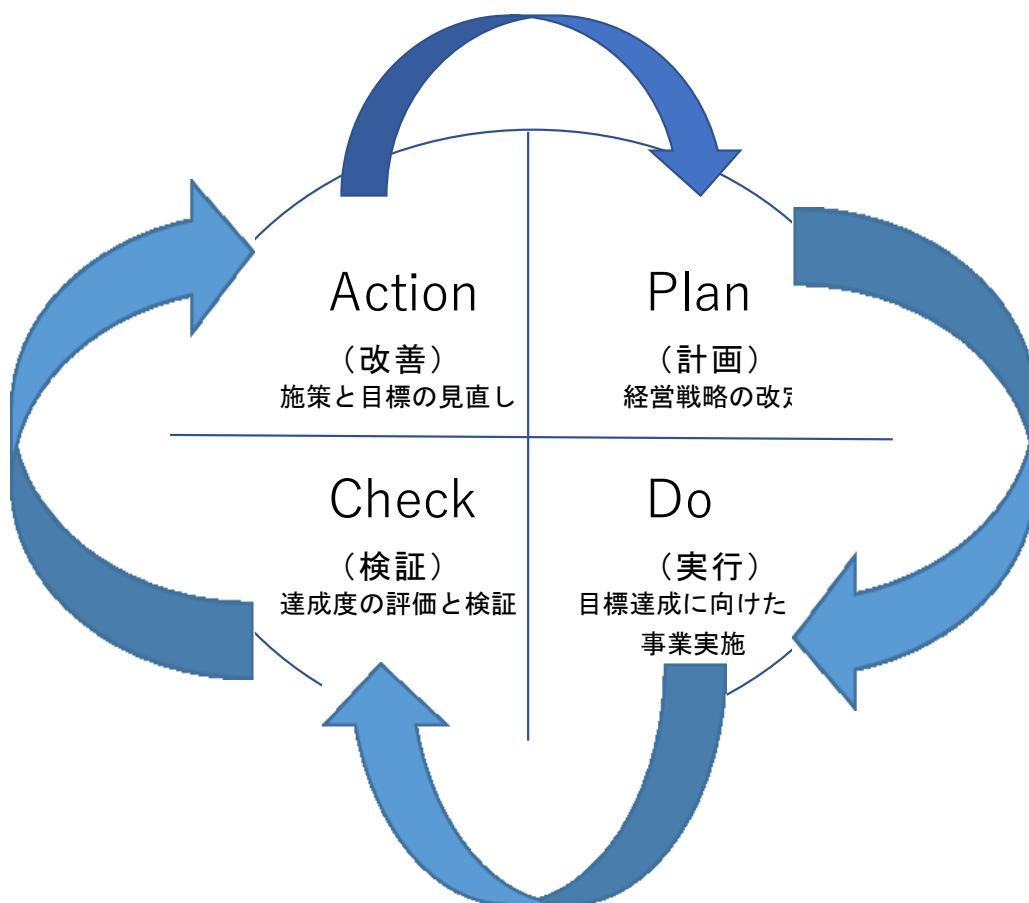 Action
（改善）
施策と目標の見直し
Plan
（計画）
経営戦略の改定
Check
（検証）
達成度の評価と検証
Do
（実行）
目標達成に向けた
事業実施